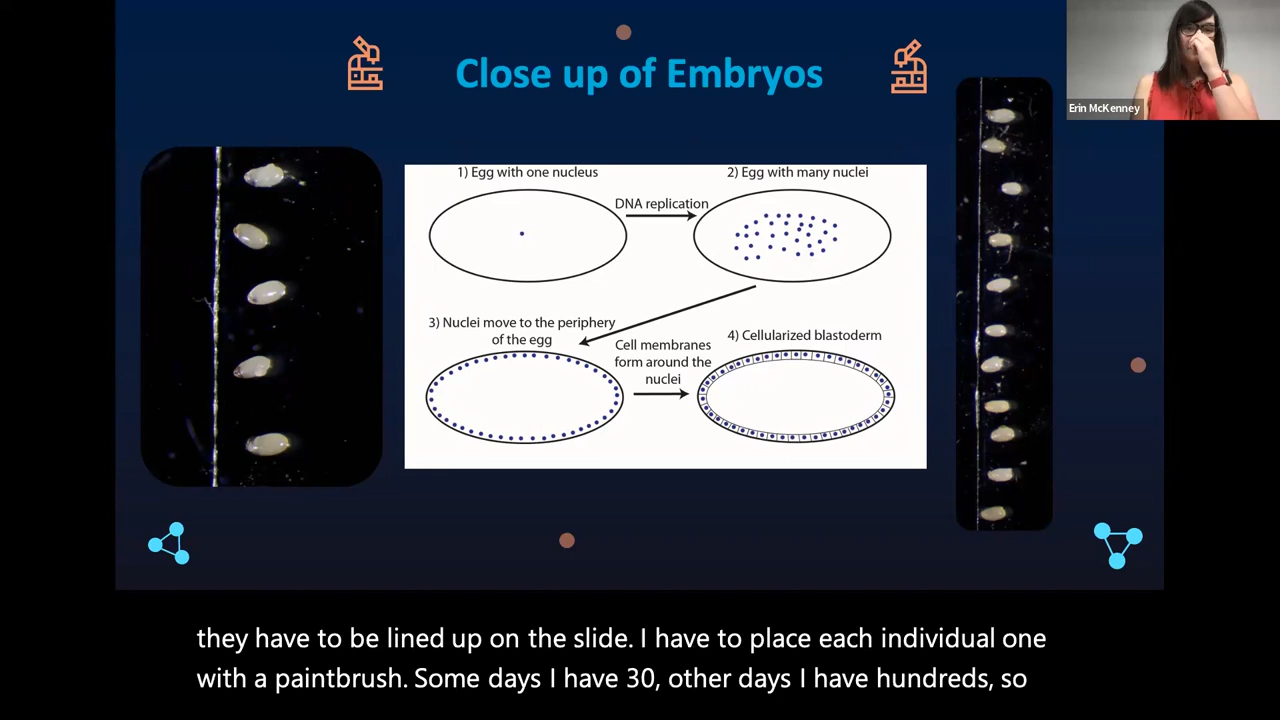 Close up of Embryos
Erin McKenney
1) Egg with one nucleus
2) Egg with many nuclei
DNA replication
3) Nuclei move to the periphery
of the egg
Cell membranes
form around the
nuclei
4) Cellularized blastoderm
they have to be lined up on the slide. I have to place each individual one
with a paintbrush. Some days I have 30, other days I have hundreds, so